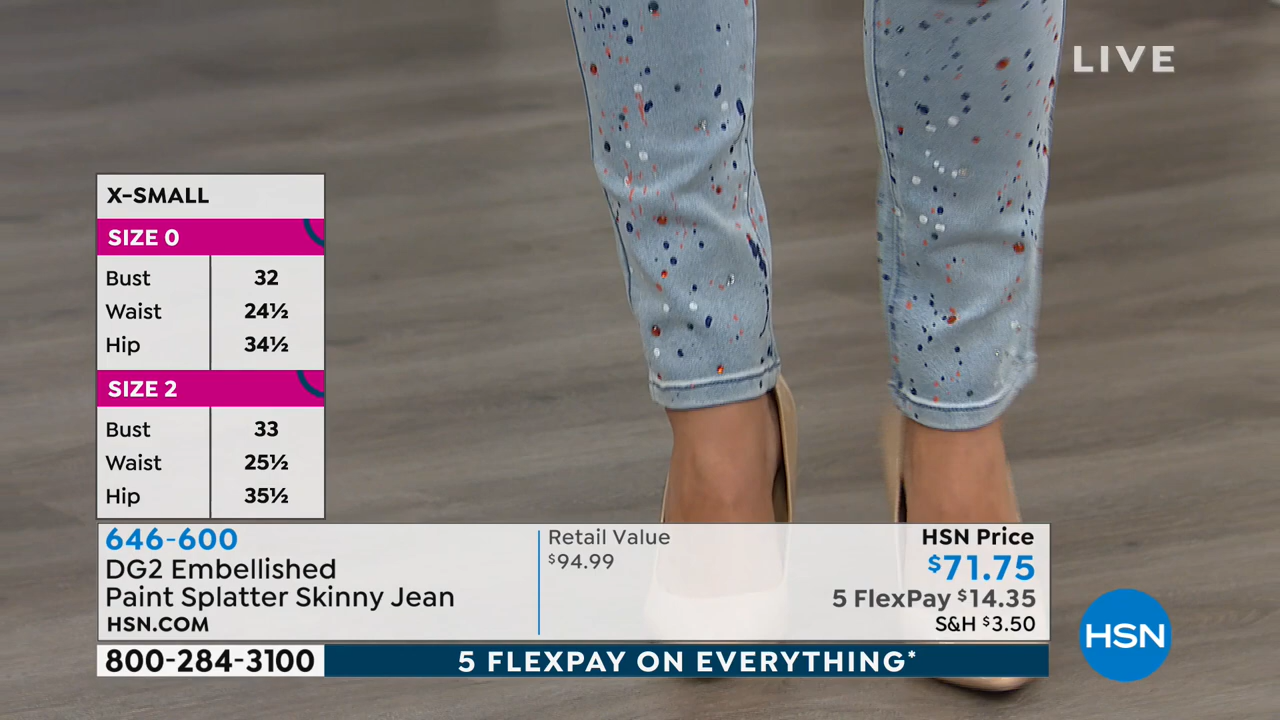 LIVE
X-SMALL
SIZE 0
Bust 32
Waist 24½
Hip 34½
SIZE 2
Bust 33
Waist 25½
Hip 35½
646-600
DG2 Embellished
Paint Splatter Skinny Jean
HSN.COM
Retail Value
$94.99
HSN Price
$71.75
5 FlexPay $14.35
S&H $3.50
HSN
800-284-3100
5 FLEXPAY ON EVERYTHING*